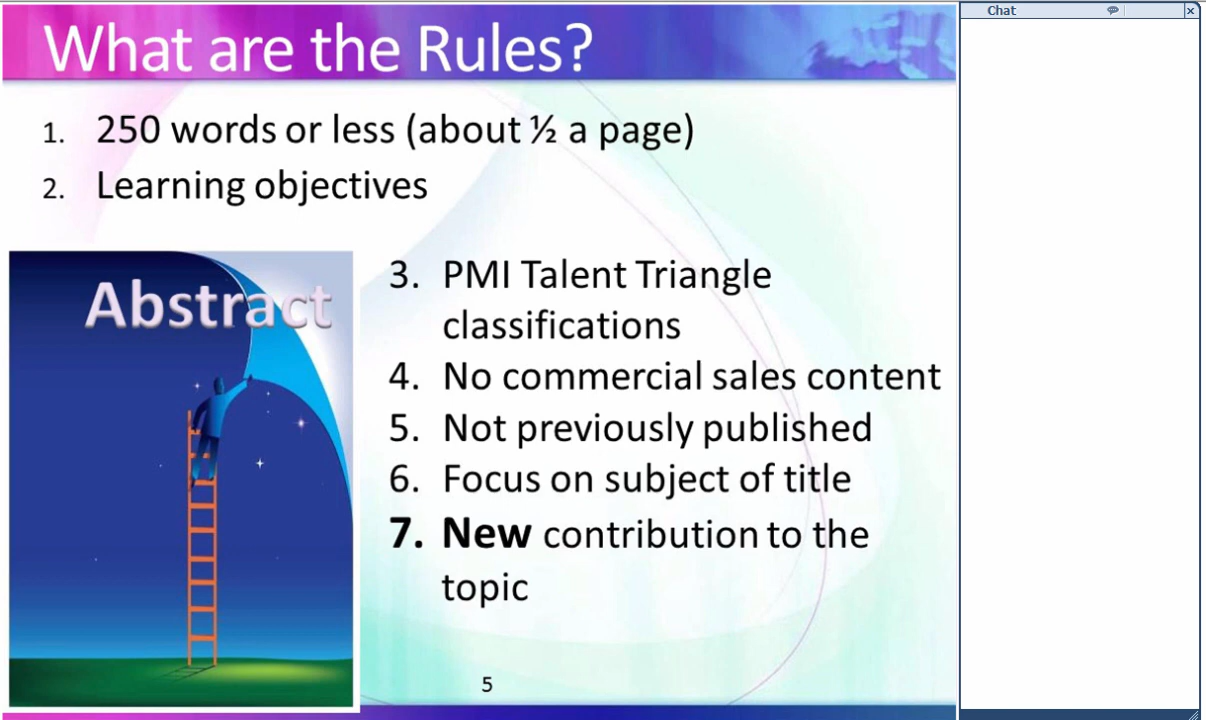 What are the Rules?
Chat
1. 250 words or less (about ½ a page)
2. Learning objectives
Abstract
3. PMI Talent Triangle
classifications
4. No commercial sales content
5. Not previously published
6. Focus on subject of title
7. New contribution to the
topic
5